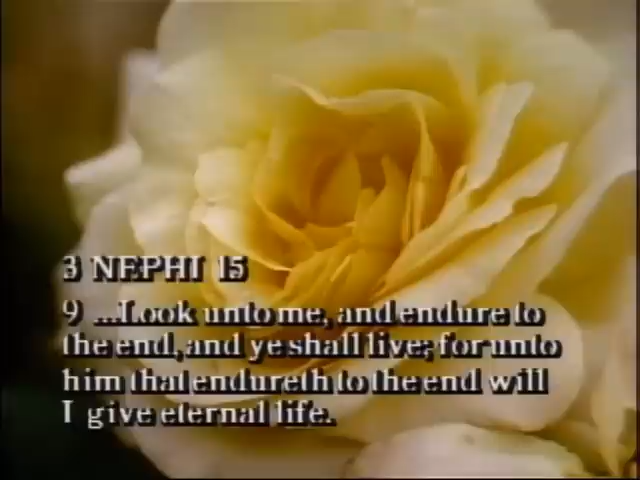 3 NEPHI 15
9 ...Look unto me, and endure to
the end, and ye shall live; for unto
him that endureth to the end will
I give eternal life.